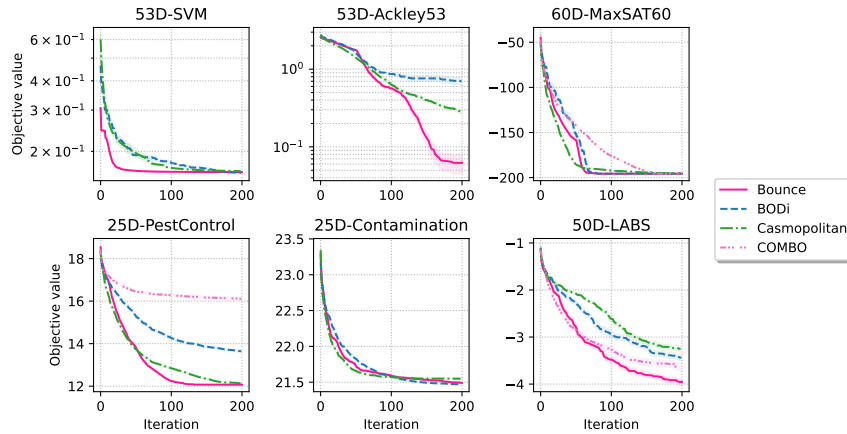 53D-SVM
53D-Ackley53
60D-MaxSAT60
Objective value
6 × 10⁻¹
4 × 10⁻¹
3 × 10⁻¹
2 × 10⁻¹
0
100
200
10⁰
10⁻¹
0
100
200
−50
−100
−150
−200
0
100
200
Bounce
BODi
Casmopolitan
COMBO
25D-PestControl
25D-Contamination
50D-LABS
Objective value
18
16
14
12
0
100
200
Iteration
23.5
23.0
22.5
22.0
21.5
0
100
200
Iteration
−1
−2
−3
−4
0
100
200
Iteration